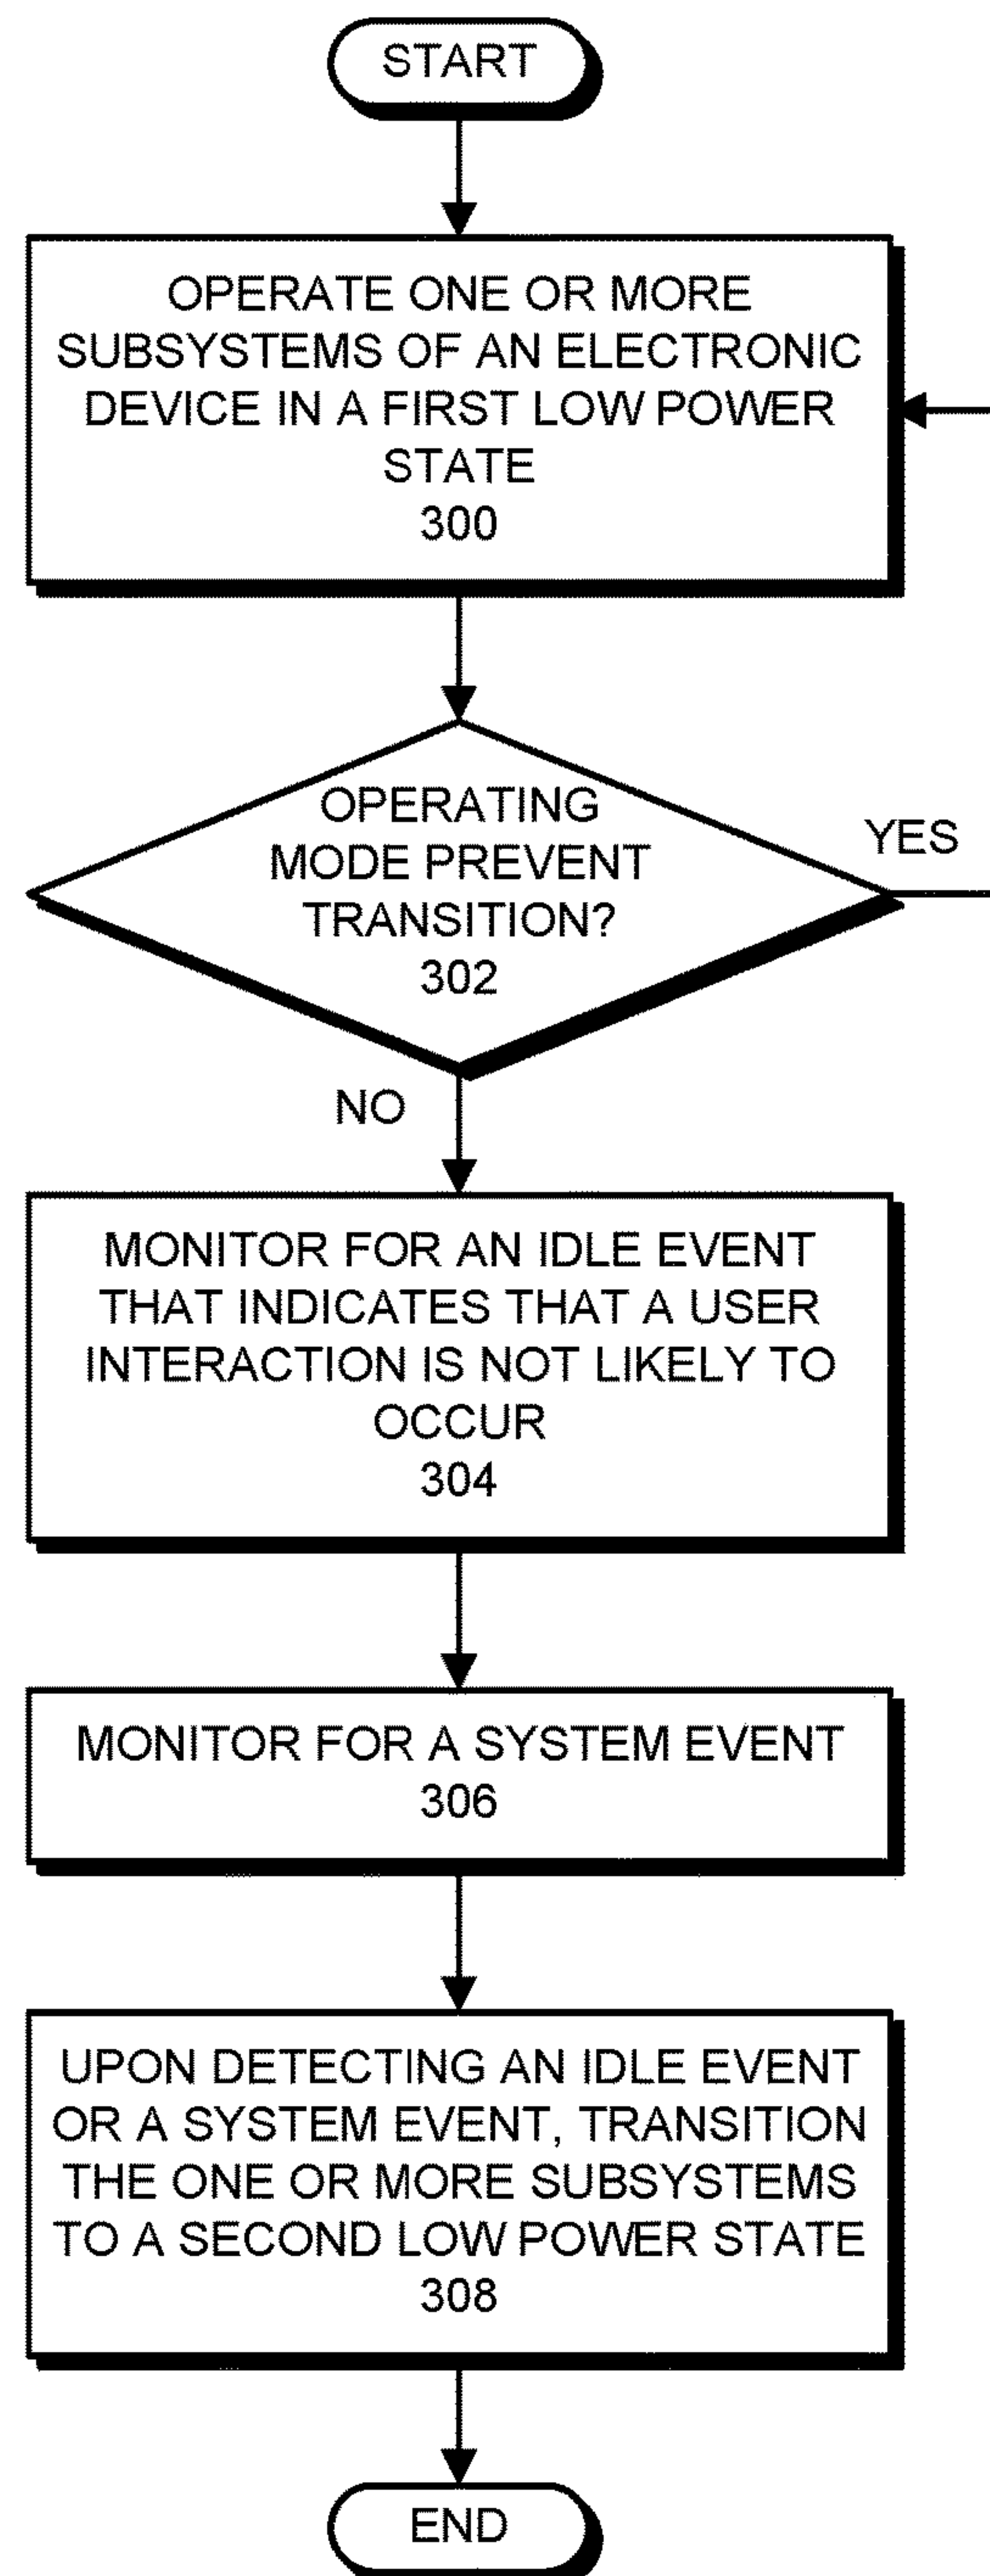 START
OPERATE ONE OR MORE
SUBSYSTEMS OF AN ELECTRONIC
DEVICE IN A FIRST LOW POWER
STATE
300
OPERATING
MODE PREVENT
TRANSITION?
302
YES
NO
MONITOR FOR AN IDLE EVENT
THAT INDICATES THAT A USER
INTERACTION IS NOT LIKELY TO
OCCUR
304
MONITOR FOR A SYSTEM EVENT
306
UPON DETECTING AN IDLE EVENT
OR A SYSTEM EVENT, TRANSITION
THE ONE OR MORE SUBSYSTEMS
TO A SECOND LOW POWER STATE
308
END